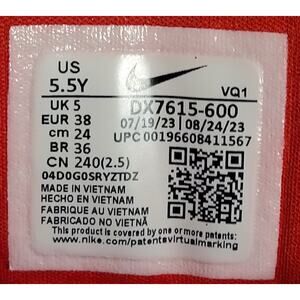 US
5.5Y
VQ1
UK 5
DX7615-600
EUR 38
07/19/23 08/24/23
cm 24
UPC 00196608411567
BR 36
CN 240(2.5)
04D0G0SRYZTDZ
MADE IN VIETNAM
HECHO EN VIETNAM
FABRIQUE AU VIETNAM
FABRICADO NO VIETNÃ
This product is covered by one or more patents:
www.nike.com/patentsvirtualmarking